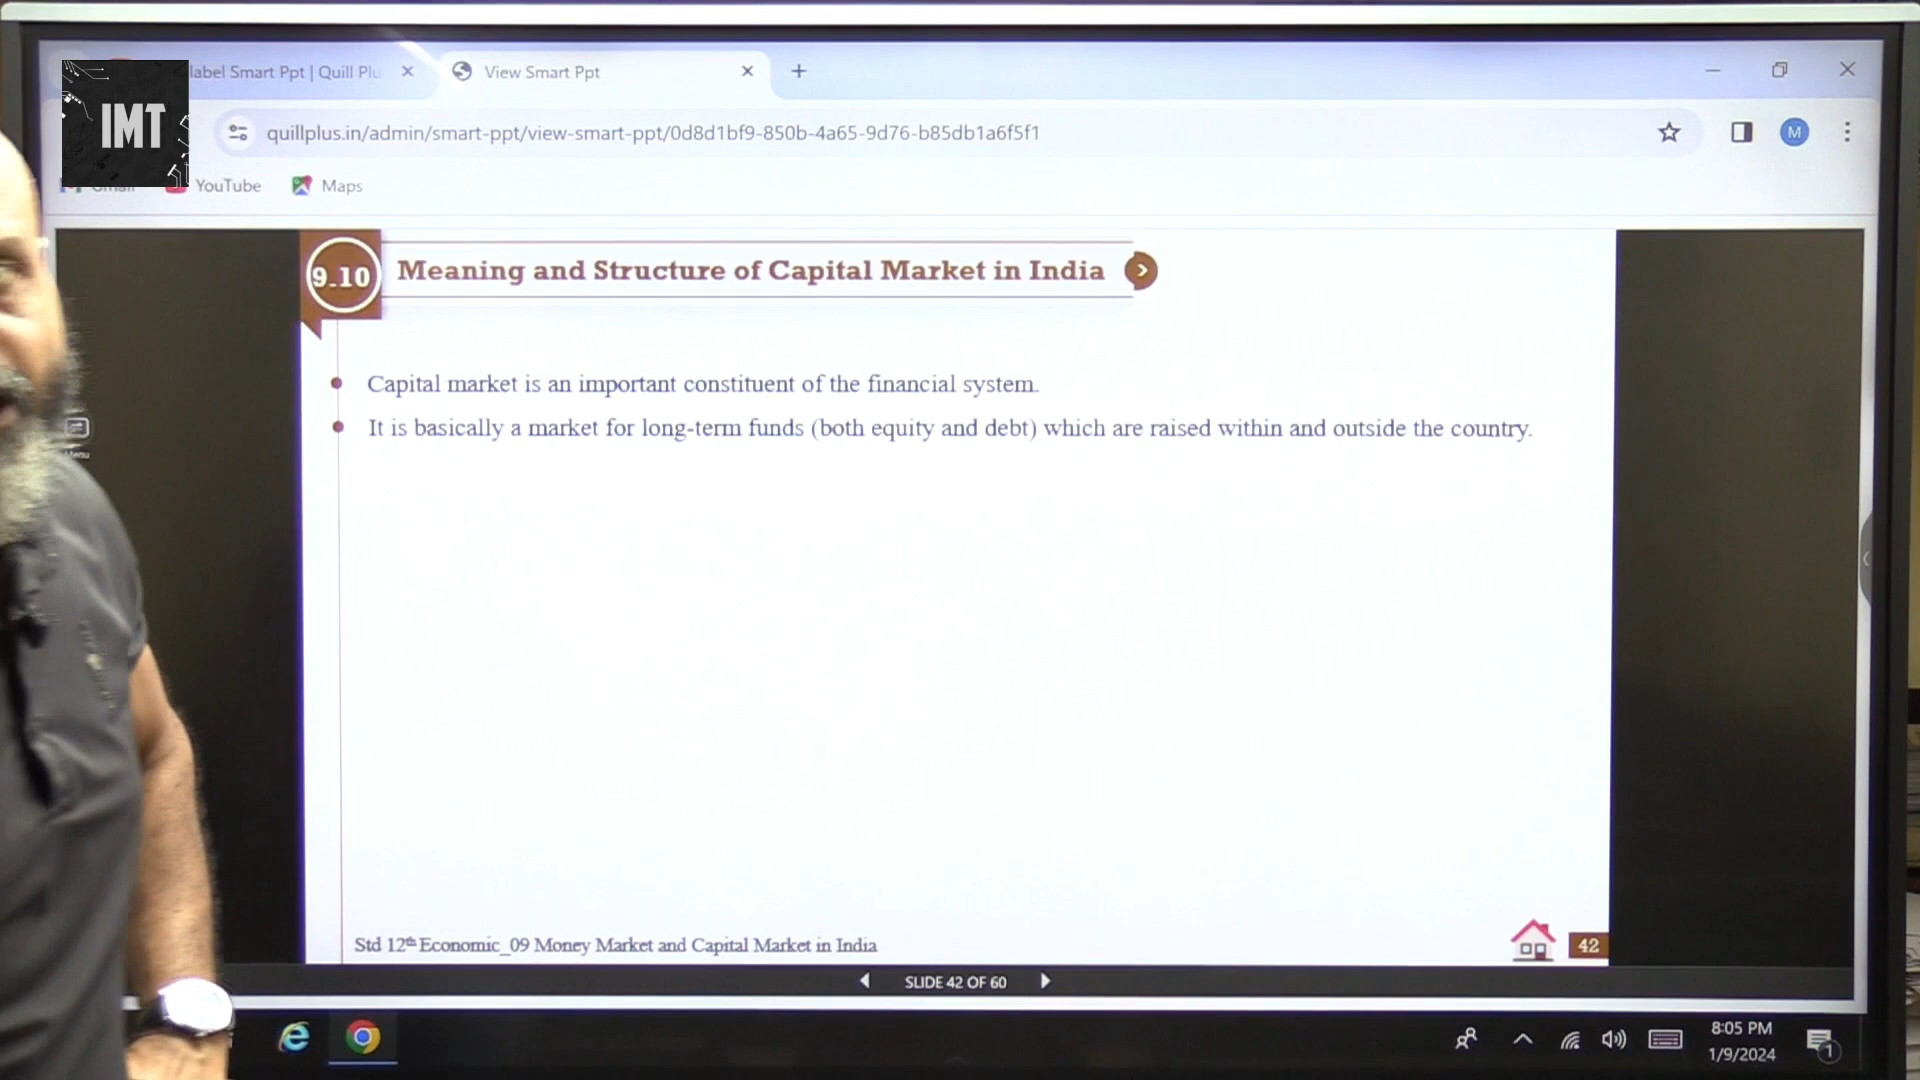 label Smart Ppt | Quill Plu
View Smart Ppt
IMT
quillplus.in/admin/smart-ppt/view-smart-ppt/0d8d1bf9-850b-4a65-9d76-b85db1a6f5f1
M
Gmail
YouTube
Maps
9.10
Meaning and Structure of Capital Market in India
Capital market is an important constituent of the financial system.
It is basically a market for long-term funds (both equity and debt) which are raised within and outside the country.
Menu
Std 12th Economic_09 Money Market and Capital Market in India
42
SLIDE 42 OF 60
8:05 PM
1/9/2024
1